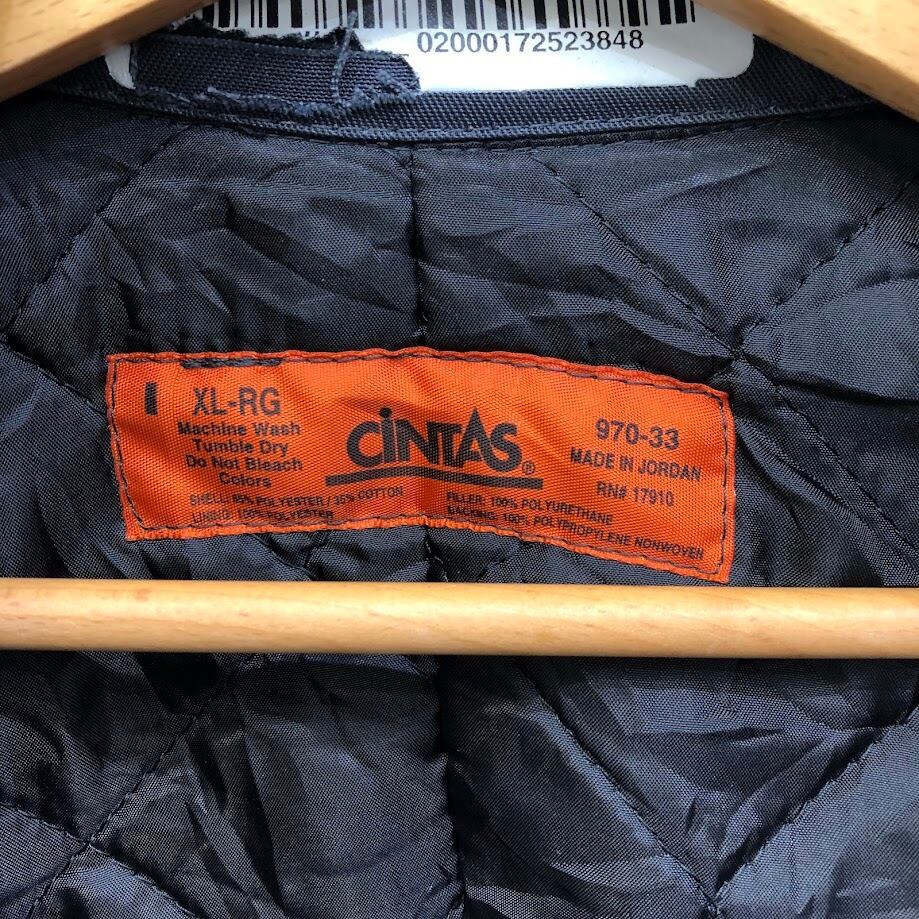 02000172523848
XL-RG
Machine Wash
Tumble Dry
Do Not Bleach
Colors
CINTAS®
970-33
MADE IN JORDAN
RN# 17910
SHELL: 65% POLYESTER / 35% COTTON
LINING: 100% POLYESTER
FILLER: 100% POLYURETHANE
BACKING: 100% POLYPROPYLENE NONWOVEN